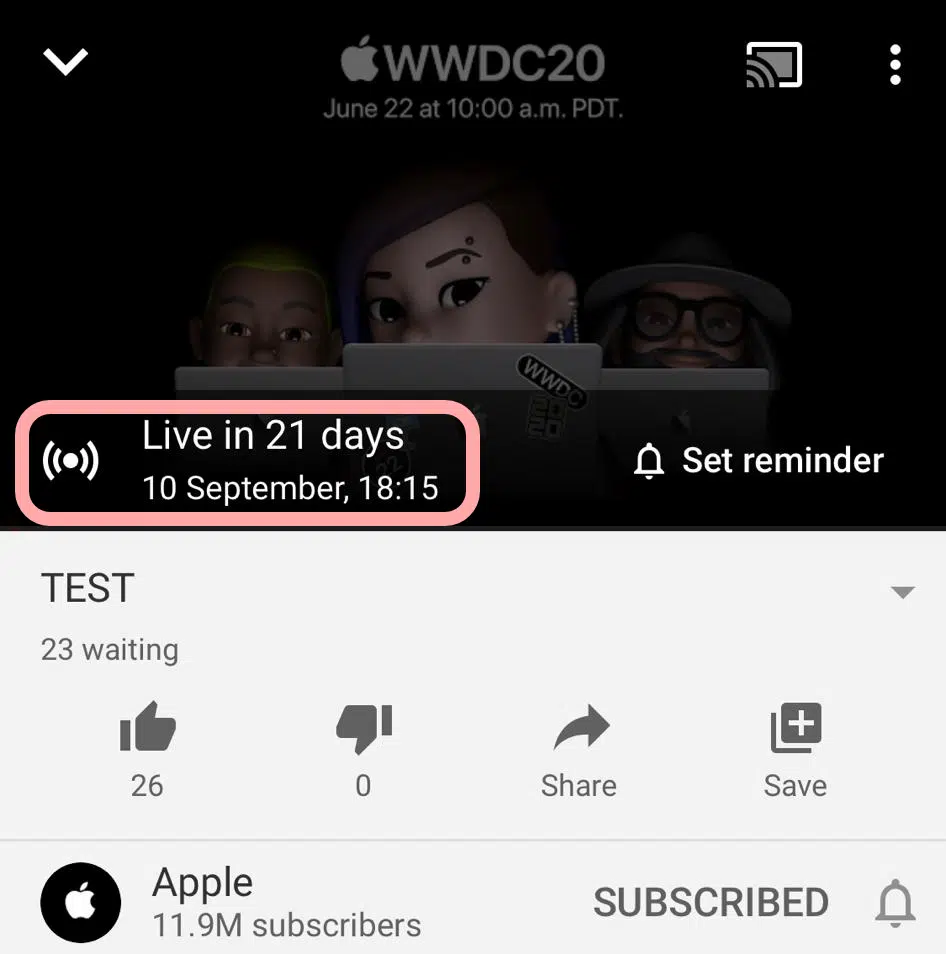 WWDC20
June 22 at 10:00 a.m. PDT.
WWDC
Live in 21 days
10 September, 18:15
Set reminder
TEST
23 waiting
26
0
Share
Save
Apple
11.9M subscribers
SUBSCRIBED